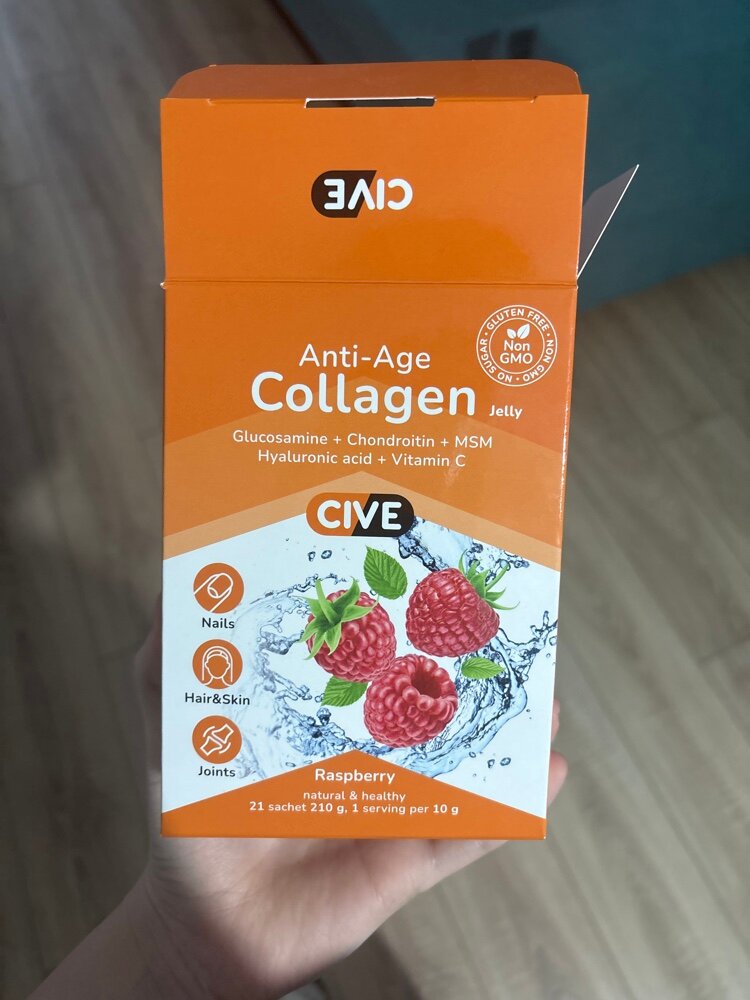 CIVE
Anti-Age
Collagen Jelly
GLUTEN FREE • NON GMO • NO SUGAR •
Non
GMO
Glucosamine + Chondroitin + MSM
Hyaluronic acid + Vitamin C
CIVE
Nails
Hair&Skin
Joints
Raspberry
natural & healthy
21 sachet 210 g, 1 serving per 10 g